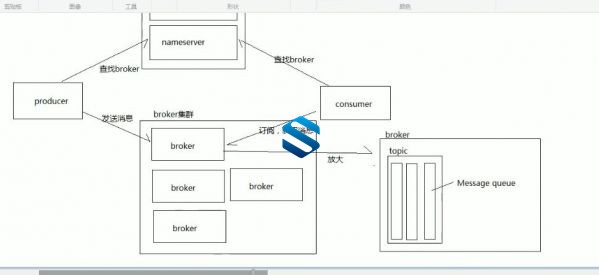 剪贴板
图像
工具
形状
颜色
nameserver
查找broker
查找broker
producer
consumer
发送消息
broker集群
订阅,
消息
broker
放大
broker
broker
broker
broker
topic
Message queue